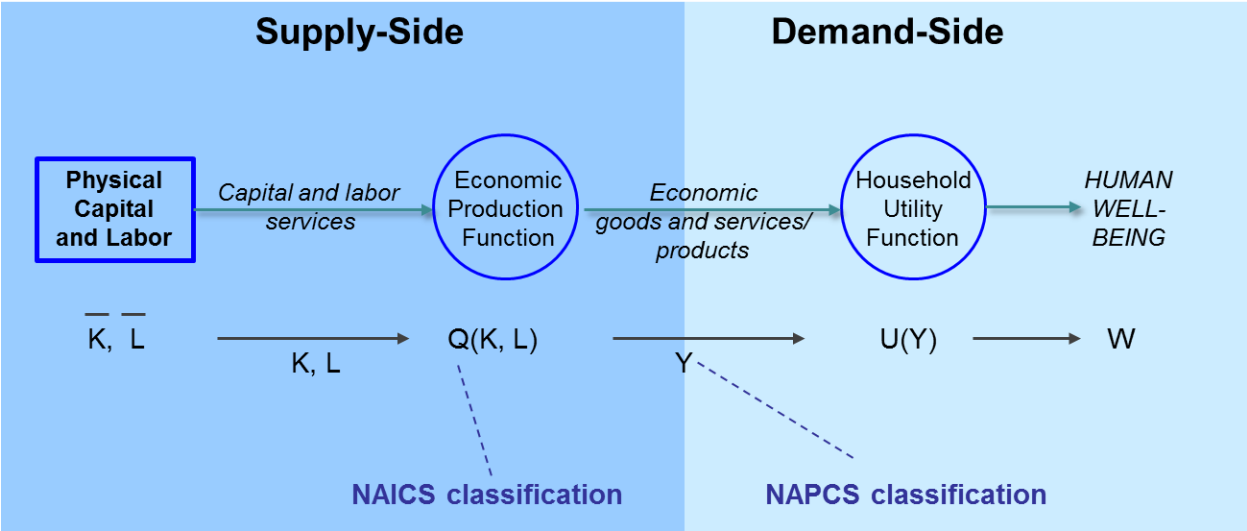 Supply-Side
Demand-Side
Physical
Capital
and Labor
Capital and labor
services
Economic
Production
Function
Economic
goods and services/
products
Household
Utility
Function
HUMAN
WELL-
BEING
K̅, L̅
K, L
Q(K, L)
Y
U(Y)
W
NAICS classification
NAPCS classification